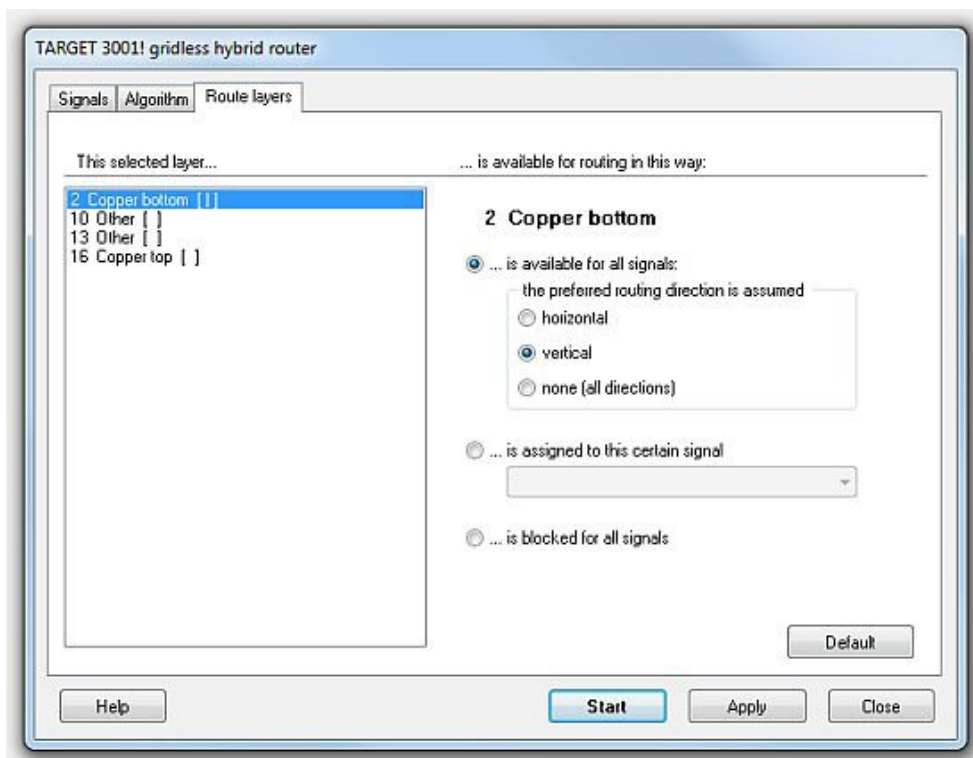 TARGET 3001! gridless hybrid router
Signals Algorithm Route layers
This selected layer... ... is available for routing in this way:
2 Copper bottom [|]
10 Other [ ]
13 Other [ ]
16 Copper top [ ]
2 Copper bottom
... is available for all signals:
the preferred routing direction is assumed
horizontal
vertical
none (all directions)
... is assigned to this certain signal
... is blocked for all signals
Default
Help Start Apply Close